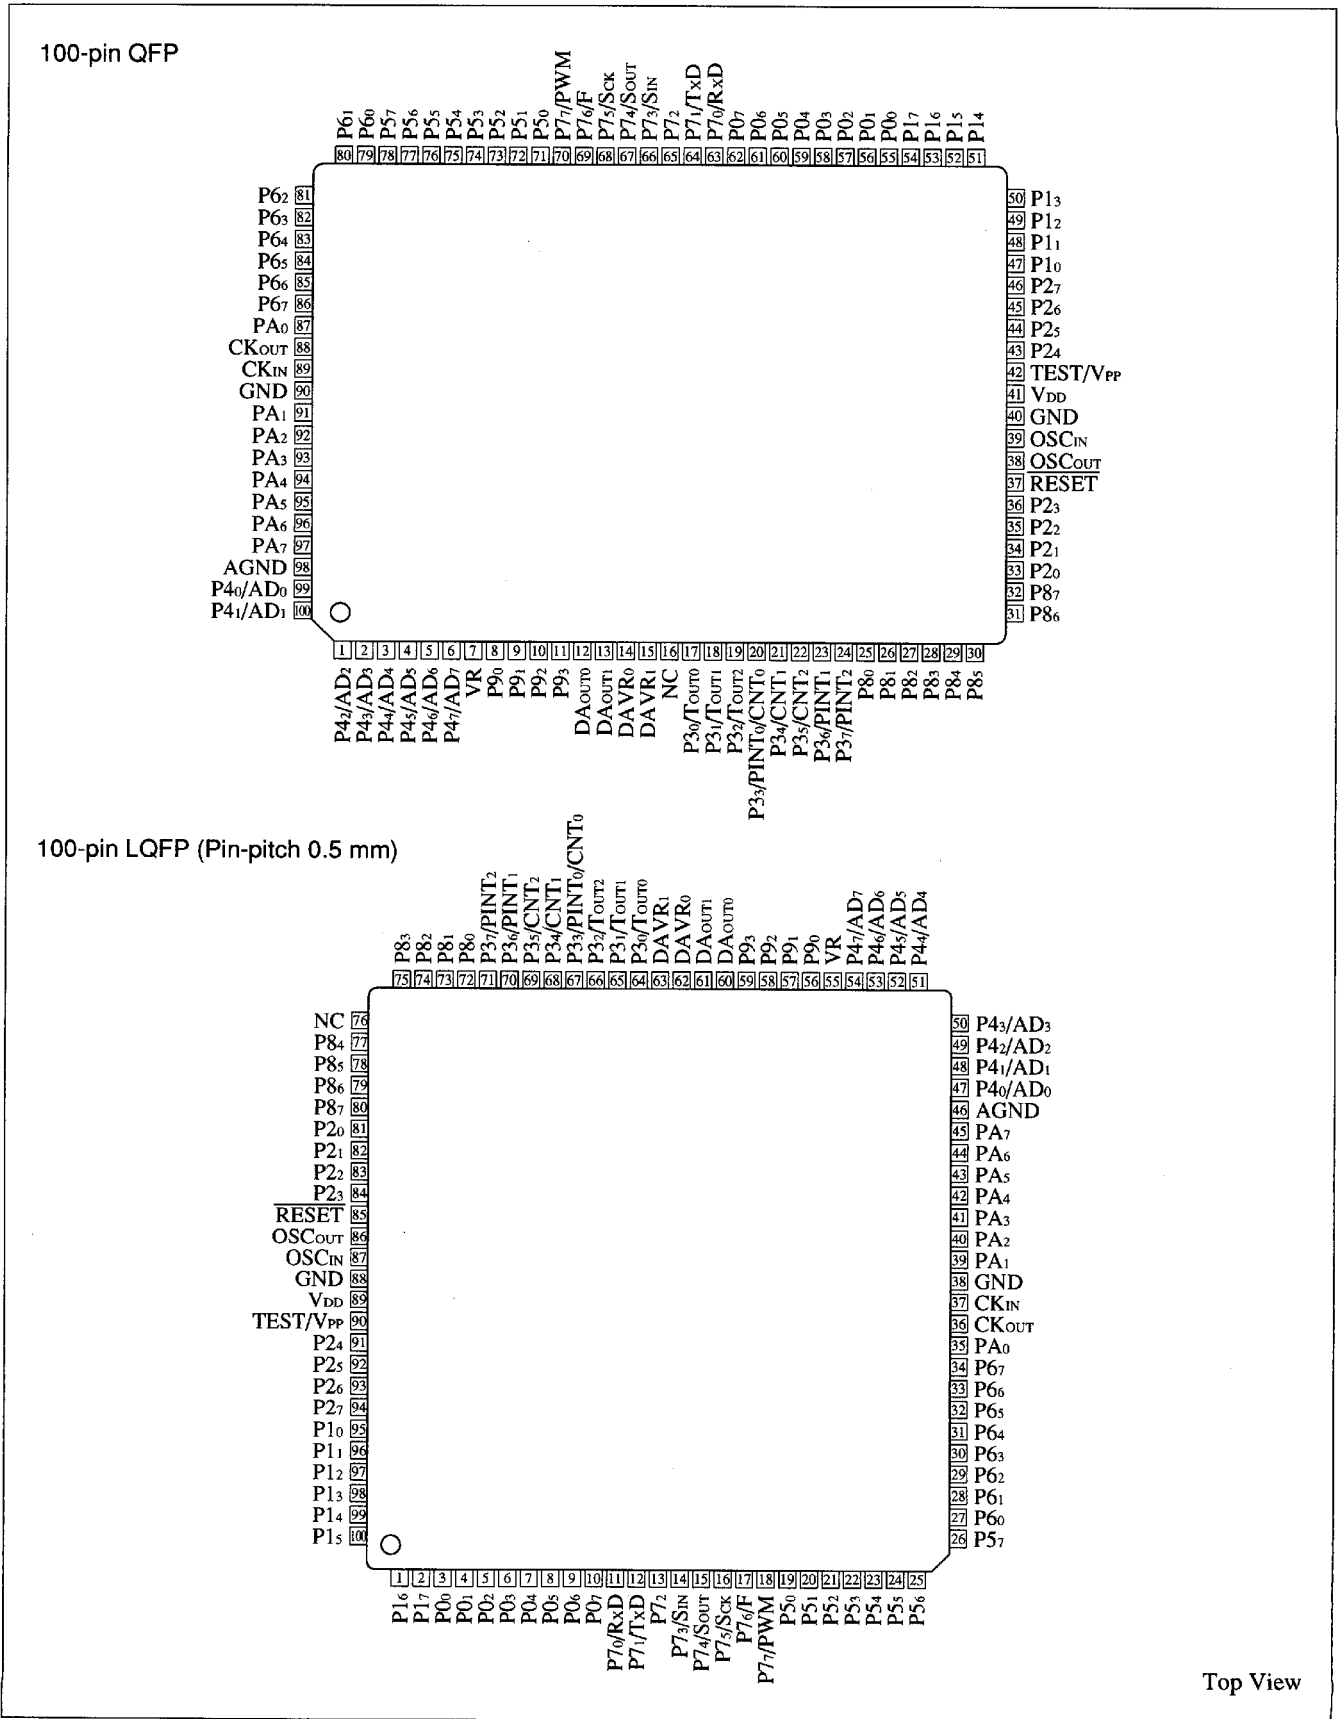 100-pin QFP
P61 P60 P57 P56 P55 P54 P53 P52 P51 P50 P77/PWM P76/F P75/SCK P74/SOUT P73/SIN P72 P71/TxD P70/RxD P07 P06 P05 P04 P03 P02 P01 P00 P17 P16 P15 P14
80 79 78 77 76 75 74 73 72 71 70 69 68 67 66 65 64 63 62 61 60 59 58 57 56 55 54 53 52 51
P62 81
P63 82
P64 83
P65 84
P66 85
P67 86
PA0 87
CKOUT 88
CKIN 89
GND 90
PA1 91
PA2 92
PA3 93
PA4 94
PA5 95
PA6 96
PA7 97
AGND 98
P40/AD0 99
P41/AD1 100
50 P13
49 P12
48 P11
47 P10
46 P27
45 P26
44 P25
43 P24
42 TEST/VPP
41 VDD
40 GND
39 OSCIN
38 OSCOUT
37 RESET
36 P23
35 P22
34 P21
33 P20
32 P87
31 P86
1 2 3 4 5 6 7 8 9 10 11 12 13 14 15 16 17 18 19 20 21 22 23 24 25 26 27 28 29 30
P42/AD2 P43/AD3 P44/AD4 P45/AD5 P46/AD6 P47/AD7 VR P90 P91 P92 P93 DAOUT0 DAOUT1 DAVR0 DAVR1 NC P30/TOUT0 P31/TOUT1 P32/TOUT2 P33/PINT0/CNT0 P34/CNT1 P35/CNT2 P36/PINT1 P37/PINT2 P80 P81 P82 P83 P84 P85
100-pin LQFP (Pin-pitch 0.5 mm)
P83 P82 P81 P80 P37/PINT2 P36/PINT1 P35/CNT2 P34/CNT1 P33/PINT0/CNT0 P32/TOUT2 P31/TOUT1 P30/TOUT0 DAVR1 DAVR0 DAOUT1 DAOUT0 P93 P92 P91 P90 VR P47/AD7 P46/AD6 P45/AD5 P44/AD4
75 74 73 72 71 70 69 68 67 66 65 64 63 62 61 60 59 58 57 56 55 54 53 52 51
NC 76
P84 77
P85 78
P86 79
P87 80
P20 81
P21 82
P22 83
P23 84
RESET 85
OSCOUT 86
OSCIN 87
GND 88
VDD 89
TEST/VPP 90
P24 91
P25 92
P26 93
P27 94
P10 95
P11 96
P12 97
P13 98
P14 99
P15 100
50 P43/AD3
49 P42/AD2
48 P41/AD1
47 P40/AD0
46 AGND
45 PA7
44 PA6
43 PA5
42 PA4
41 PA3
40 PA2
39 PA1
38 GND
37 CKIN
36 CKOUT
35 PA0
34 P67
33 P66
32 P65
31 P64
30 P63
29 P62
28 P61
27 P60
26 P57
1 2 3 4 5 6 7 8 9 10 11 12 13 14 15 16 17 18 19 20 21 22 23 24 25
P16 P17 P00 P01 P02 P03 P04 P05 P06 P07 P70/RxD P71/TxD P72 P73/SIN P74/SOUT P75/SCK P76/F P77/PWM P50 P51 P52 P53 P54 P55 P56
Top View